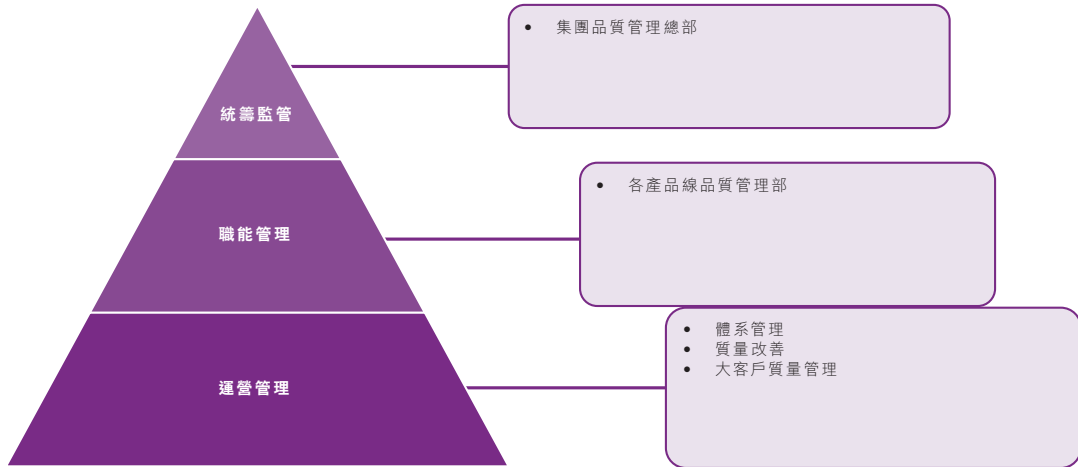 統籌監管
• 集團品質管理總部
職能管理
• 各產品線品質管理部
運營管理
• 體系管理
• 質量改善
• 大客戶質量管理